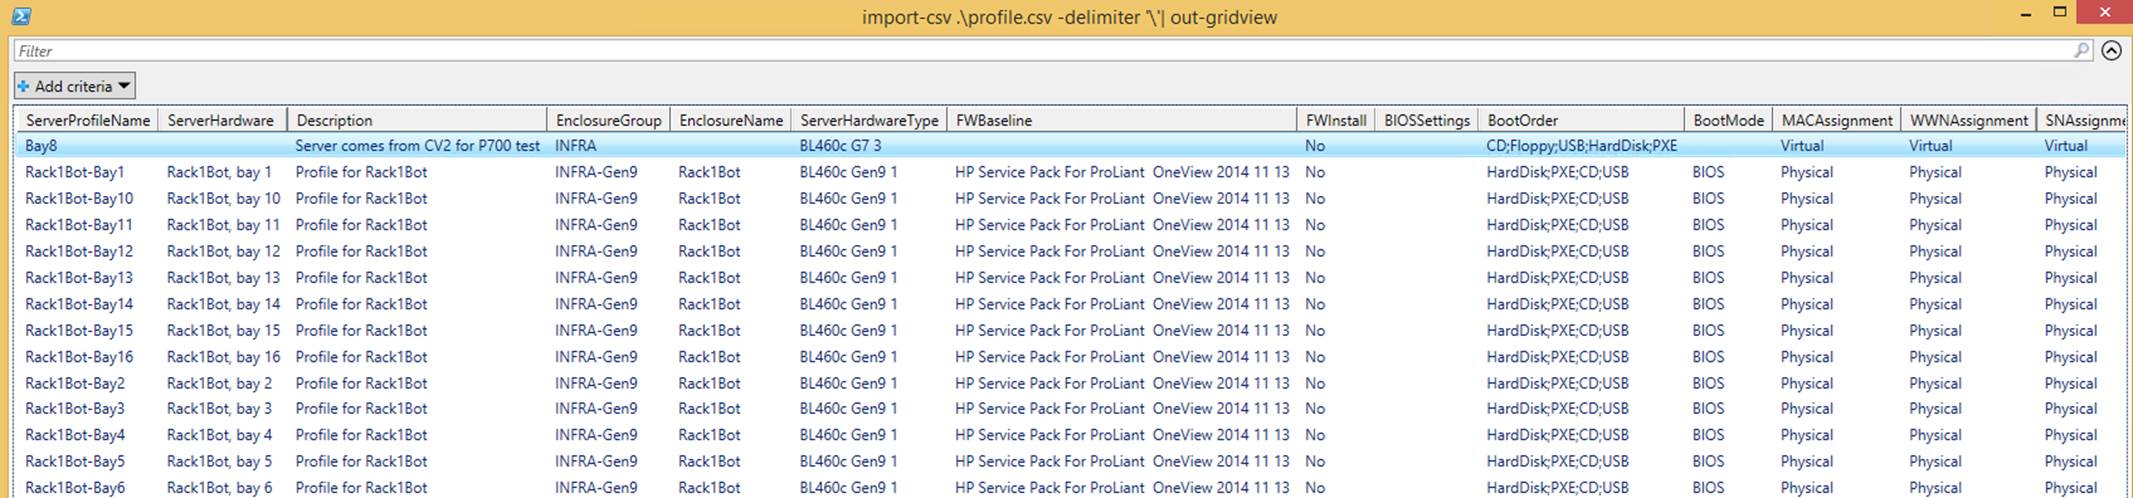 import-csv .\profile.csv -delimiter '\'| out-gridview
Filter
Add criteria
ServerProfileName ServerHardware Description EnclosureGroup EnclosureName ServerHardwareType FWBaseline FWInstall BIOSSettings BootOrder BootMode MACAssignment WWNAssignment SNAssignme
Bay8 Server comes from CV2 for P700 test INFRA BL460c G7 3 No CD;Floppy;USB;HardDisk;PXE Virtual Virtual Virtual
Rack1Bot-Bay1 Rack1Bot, bay 1 Profile for Rack1Bot INFRA-Gen9 Rack1Bot BL460c Gen9 1 HP Service Pack For ProLiant  OneView 2014 11 13 No HardDisk;PXE;CD;USB BIOS Physical Physical Physical
Rack1Bot-Bay10 Rack1Bot, bay 10 Profile for Rack1Bot INFRA-Gen9 Rack1Bot BL460c Gen9 1 HP Service Pack For ProLiant  OneView 2014 11 13 No HardDisk;PXE;CD;USB BIOS Physical Physical Physical
Rack1Bot-Bay11 Rack1Bot, bay 11 Profile for Rack1Bot INFRA-Gen9 Rack1Bot BL460c Gen9 1 HP Service Pack For ProLiant  OneView 2014 11 13 No HardDisk;PXE;CD;USB BIOS Physical Physical Physical
Rack1Bot-Bay12 Rack1Bot, bay 12 Profile for Rack1Bot INFRA-Gen9 Rack1Bot BL460c Gen9 1 HP Service Pack For ProLiant  OneView 2014 11 13 No HardDisk;PXE;CD;USB BIOS Physical Physical Physical
Rack1Bot-Bay13 Rack1Bot, bay 13 Profile for Rack1Bot INFRA-Gen9 Rack1Bot BL460c Gen9 1 HP Service Pack For ProLiant  OneView 2014 11 13 No HardDisk;PXE;CD;USB BIOS Physical Physical Physical
Rack1Bot-Bay14 Rack1Bot, bay 14 Profile for Rack1Bot INFRA-Gen9 Rack1Bot BL460c Gen9 1 HP Service Pack For ProLiant  OneView 2014 11 13 No HardDisk;PXE;CD;USB BIOS Physical Physical Physical
Rack1Bot-Bay15 Rack1Bot, bay 15 Profile for Rack1Bot INFRA-Gen9 Rack1Bot BL460c Gen9 1 HP Service Pack For ProLiant  OneView 2014 11 13 No HardDisk;PXE;CD;USB BIOS Physical Physical Physical
Rack1Bot-Bay16 Rack1Bot, bay 16 Profile for Rack1Bot INFRA-Gen9 Rack1Bot BL460c Gen9 1 HP Service Pack For ProLiant  OneView 2014 11 13 No HardDisk;PXE;CD;USB BIOS Physical Physical Physical
Rack1Bot-Bay2 Rack1Bot, bay 2 Profile for Rack1Bot INFRA-Gen9 Rack1Bot BL460c Gen9 1 HP Service Pack For ProLiant  OneView 2014 11 13 No HardDisk;PXE;CD;USB BIOS Physical Physical Physical
Rack1Bot-Bay3 Rack1Bot, bay 3 Profile for Rack1Bot INFRA-Gen9 Rack1Bot BL460c Gen9 1 HP Service Pack For ProLiant  OneView 2014 11 13 No HardDisk;PXE;CD;USB BIOS Physical Physical Physical
Rack1Bot-Bay4 Rack1Bot, bay 4 Profile for Rack1Bot INFRA-Gen9 Rack1Bot BL460c Gen9 1 HP Service Pack For ProLiant  OneView 2014 11 13 No HardDisk;PXE;CD;USB BIOS Physical Physical Physical
Rack1Bot-Bay5 Rack1Bot, bay 5 Profile for Rack1Bot INFRA-Gen9 Rack1Bot BL460c Gen9 1 HP Service Pack For ProLiant  OneView 2014 11 13 No HardDisk;PXE;CD;USB BIOS Physical Physical Physical
Rack1Bot-Bay6 Rack1Bot, bay 6 Profile for Rack1Bot INFRA-Gen9 Rack1Bot BL460c Gen9 1 HP Service Pack For ProLiant  OneView 2014 11 13 No HardDisk;PXE;CD;USB BIOS Physical Physical Physical